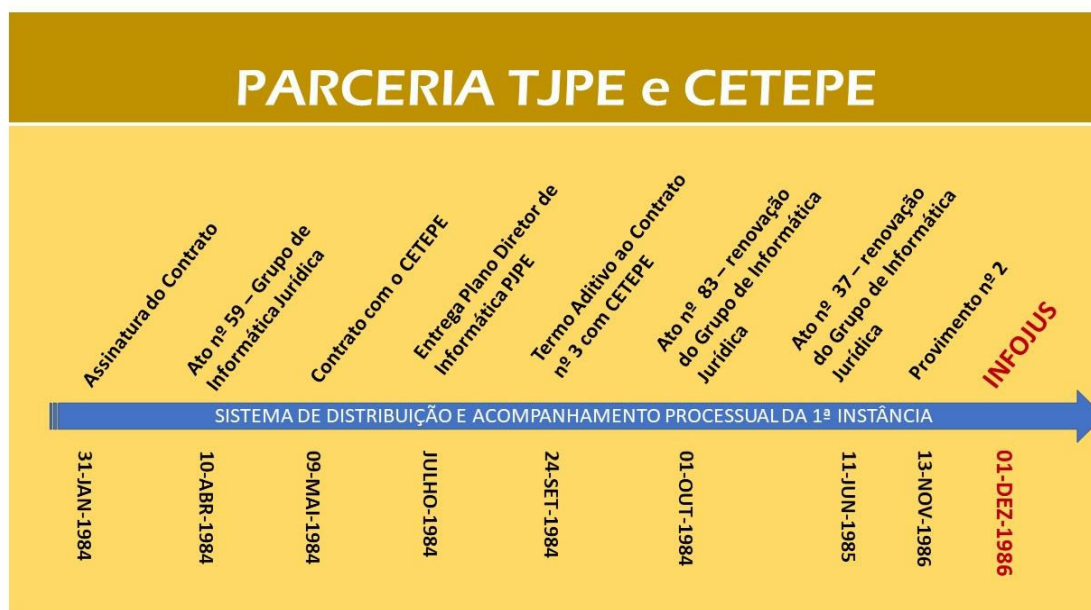 PARCERIA TJPE e CETEPE
Assinatura do Contrato
Ato nº 59 – Grupo de
Informática Jurídica
Contrato com o CETEPE
Entrega Plano Diretor de
Informática PJPE
Termo Aditivo ao Contrato
nº 3 com CETEPE
Ato nº 83 – renovação
do Grupo de Informática
Jurídica
Ato nº 37 – renovação
do Grupo de Informática
Jurídica
Provimento nº 2
INFOJUS
SISTEMA DE DISTRIBUIÇÃO E ACOMPANHAMENTO PROCESSUAL DA 1ª INSTÂNCIA
31-JAN-1984
10-ABR-1984
09-MAI-1984
JULHO-1984
24-SET-1984
01-OUT-1984
11-JUN-1985
13-NOV-1986
01-DEZ-1986